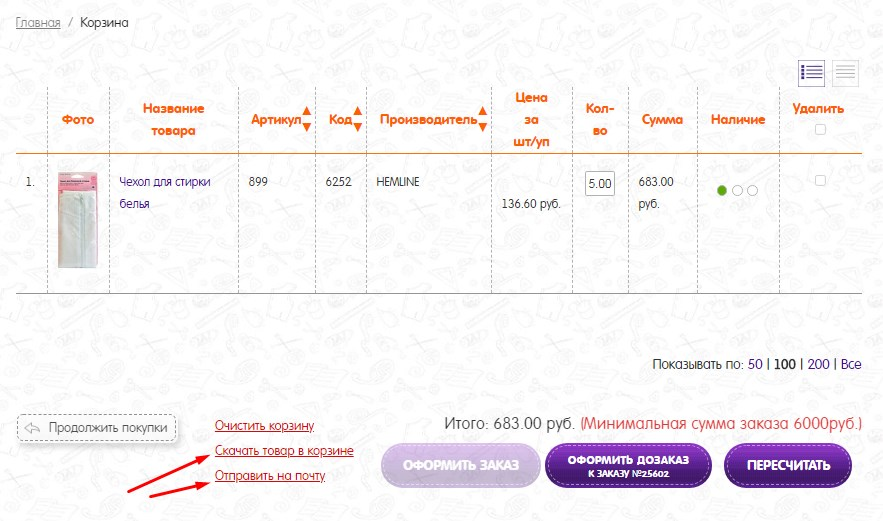 Главная / Корзина
Фото
Название
товара
Артикул
Код
Производитель
Цена
за
шт/уп
Кол-
во
Сумма
Наличие
Удалить
1.
Чехол для стирки
белья
899
6252
HEMLINE
136.60 руб.
5.00
683.00
руб.
Показывать по: 50 | 100 | 200 | Все
Продолжить покупки
Очистить корзину
Скачать товар в корзине
Отправить на почту
Итого: 683.00 руб. (Минимальная сумма заказа 6000руб.)
ОФОРМИТЬ ЗАКАЗ
ОФОРМИТЬ ДОЗАКАЗ
К ЗАКАЗУ №25602
ПЕРЕСЧИТАТЬ